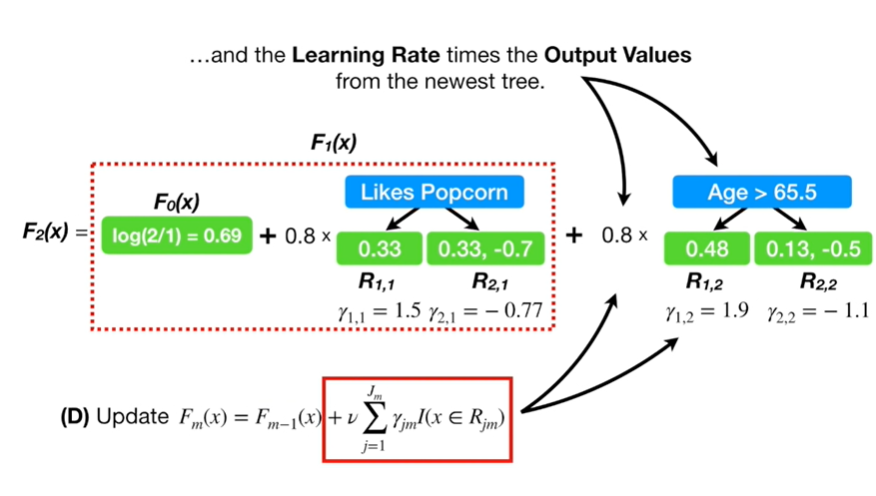 …and the Learning Rate times the Output Values
from the newest tree.
F₁(x)
F₀(x)
Likes Popcorn
Age > 65.5
F₂(x) = log(2/1) = 0.69 + 0.8 x 0.33 0.33, -0.7 + 0.8 x 0.48 0.13, -0.5
R₁,₁ R₂,₁ R₁,₂ R₂,₂
γ₁,₁ = 1.5 γ₂,₁ = − 0.77 γ₁,₂ = 1.9 γ₂,₂ = − 1.1
(D) Update Fₘ(x) = Fₘ₋₁(x) + ν ∑_{j=1}^{Jₘ} γⱼₘI(x ∈ Rⱼₘ)